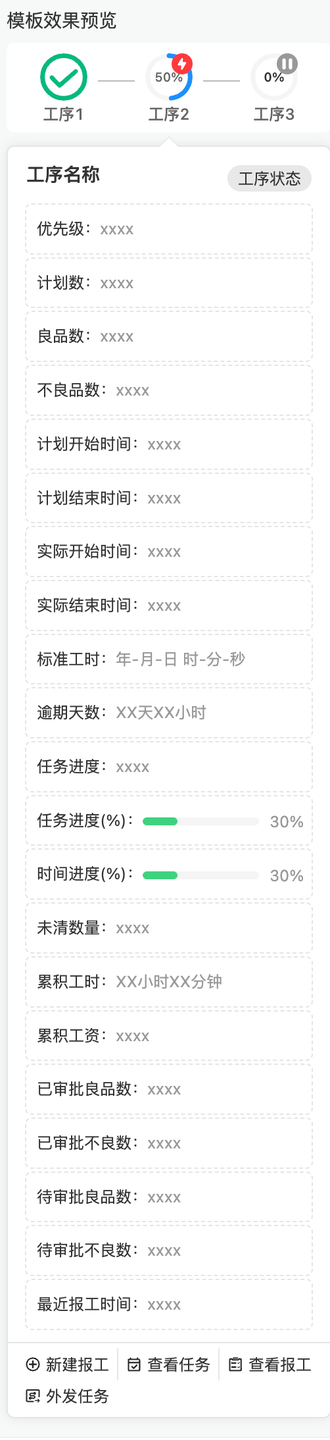 模板效果预览
50%
0%
工序1
工序2
工序3
工序名称
工序状态
优先级：xxxx
计划数：xxxx
良品数：xxxx
不良品数：xxxx
计划开始时间：xxxx
计划结束时间：xxxx
实际开始时间：xxxx
实际结束时间：xxxx
标准工时：年-月-日 时-分-秒
逾期天数：XX天XX小时
任务进度：xxxx
任务进度(%)：30%
时间进度(%)：30%
未清数量：xxxx
累积工时：XX小时XX分钟
累积工资：xxxx
已审批良品数：xxxx
已审批不良数：xxxx
待审批良品数：xxxx
待审批不良数：xxxx
最近报工时间：xxxx
新建报工
查看任务
查看报工
外发任务